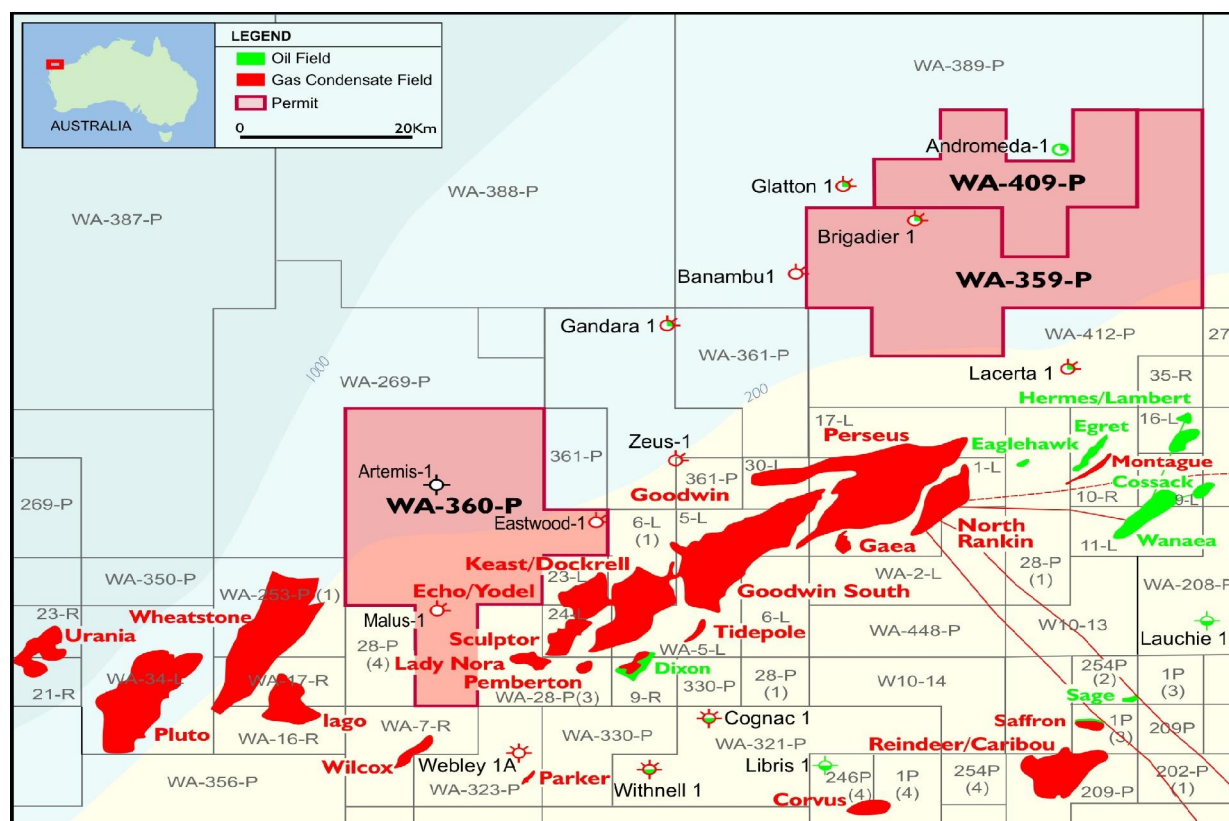 LEGEND
Oil Field
Gas Condensate Field
Permit
0 20Km
AUSTRALIA
WA-389-P
WA-388-P
WA-387-P
Andromeda-1
Glatton 1
WA-409-P
Brigadier 1
Banambu1
WA-359-P
Gandara 1
WA-412-P
27
1000
WA-269-P
WA-361-P
200
Lacerta 1
35-R
Hermes/Lambert
17-L
16-L
Perseus
Egret
Eaglehawk
Zeus-1
361-P
361-P
30-L
1-L
Montague
Artemis-1
WA-360-P
Goodwin
Cossack
10-R
9-L
269-P
Eastwood-1
6-L
(1)
5-L
North
Rankin
Wanaea
Gaea
11-L
Keast/Dockrell
WA-2-L
28-P
(1)
WA-350-P
WA-253-P (1)
23-L
WA-208-P
Echo/Yodel
Wheatstone
Goodwin South
23-R
Malus-1
24-L
6-L
Urania
28-P
(4)
Sculptor
Tidepole
WA-448-P
W10-13
Lauchie 1
WA-5-L
Lady Nora
Dixon
21-R
WA-34-L
WA-17-R
Pemberton
WA-28-P(3)
9-R
330-P
28-P
(1)
W10-14
254P
(2)
1P
(3)
Sage
Pluto
Iago
WA-16-R
WA-7-R
WA-330-P
Cognac 1
WA-321-P
Saffron
1P
(3)
209P
Reindeer/Caribou
Wilcox
Webley 1A
Libris 1
WA-356-P
WA-323-P
Parker
Withnell 1
246P
(4)
1P
(4)
254P
(4)
209-P
202-P
(1)
Corvus